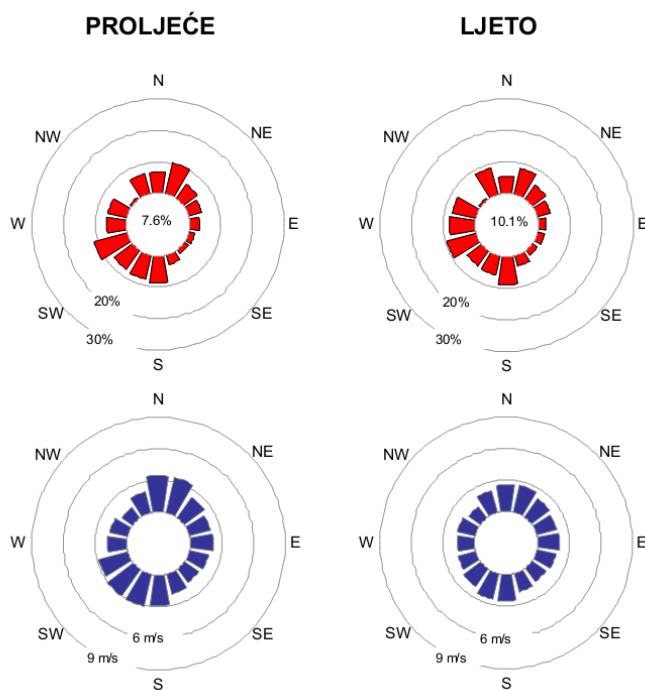 PROLJEĆE
LJETO
N
NW
NE
W
7.6%
E
20%
SW
SE
30%
S
N
NW
NE
W
10.1%
E
20%
SW
SE
30%
S
N
NW
NE
W
E
SW
6 m/s
SE
9 m/s
S
N
NW
NE
W
E
SW
6 m/s
SE
9 m/s
S